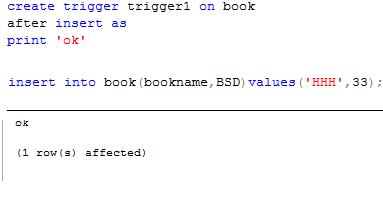 create trigger trigger1 on book
after insert as
print 'ok'
insert into book(bookname,BSD)values('HHH',33);
ok
(1 row(s) affected)